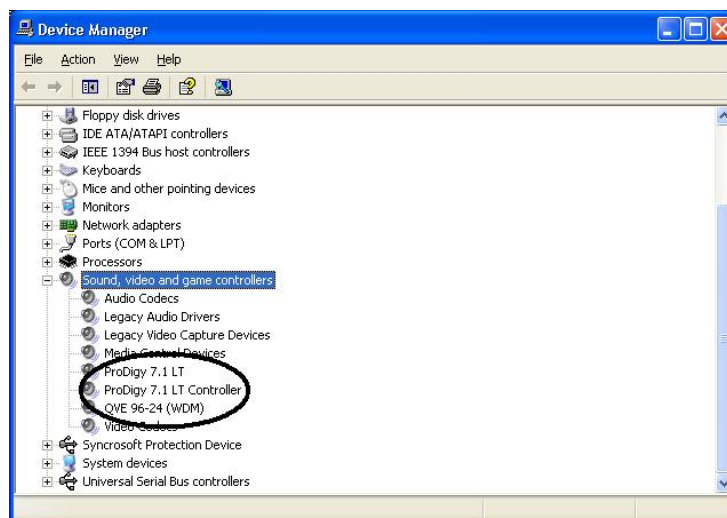 Device Manager
File Action View Help
Floppy disk drives
IDE ATA/ATAPI controllers
IEEE 1394 Bus host controllers
Keyboards
Mice and other pointing devices
Monitors
Network adapters
Ports (COM & LPT)
Processors
Sound, video and game controllers
Audio Codecs
Legacy Audio Drivers
Legacy Video Capture Devices
Media Control Devices
ProDigy 7.1 LT
ProDigy 7.1 LT Controller
QVE 96-24 (WDM)
Video Codecs
Syncrosoft Protection Device
System devices
Universal Serial Bus controllers